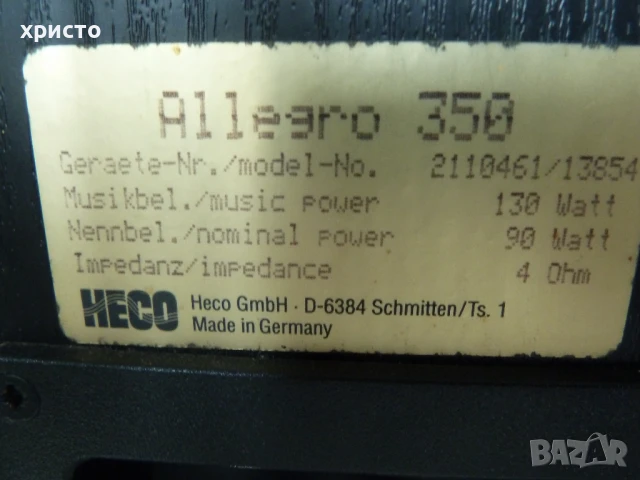 христо
Allegro 350
Geraete-Nr./model-No. 2110461/13854
Musikbel./music power 130 Watt
Nennbel./nominal power 90 Watt
Impedanz/impedance 4 Ohm
HECO Heco GmbH · D-6384 Schmitten/Ts. 1
Made in Germany
BAZAR